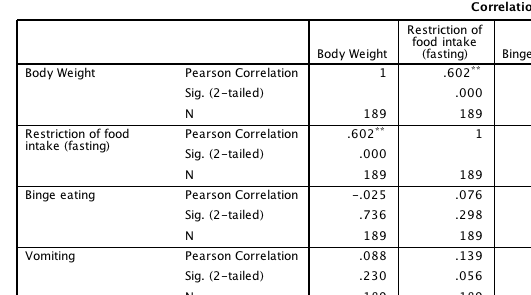 Correlatio
Body Weight Restriction of food intake (fasting) Binge
Body Weight Pearson Correlation 1 .602**
Sig. (2-tailed) .000
N 189 189
Restriction of food intake (fasting) Pearson Correlation .602** 1
Sig. (2-tailed) .000
N 189 189
Binge eating Pearson Correlation -.025 .076
Sig. (2-tailed) .736 .298
N 189 189
Vomiting Pearson Correlation .088 .139
Sig. (2-tailed) .230 .056
N 189 189